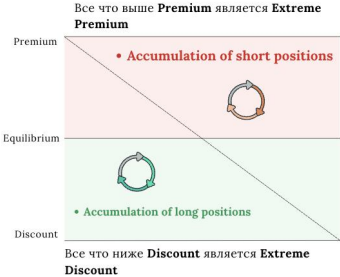 Все что выше Premium является Extreme
Premium
Premium
• Accumulation of short positions
Equilibrium
• Accumulation of long positions
Discount
Все что ниже Discount является Extreme
Discount